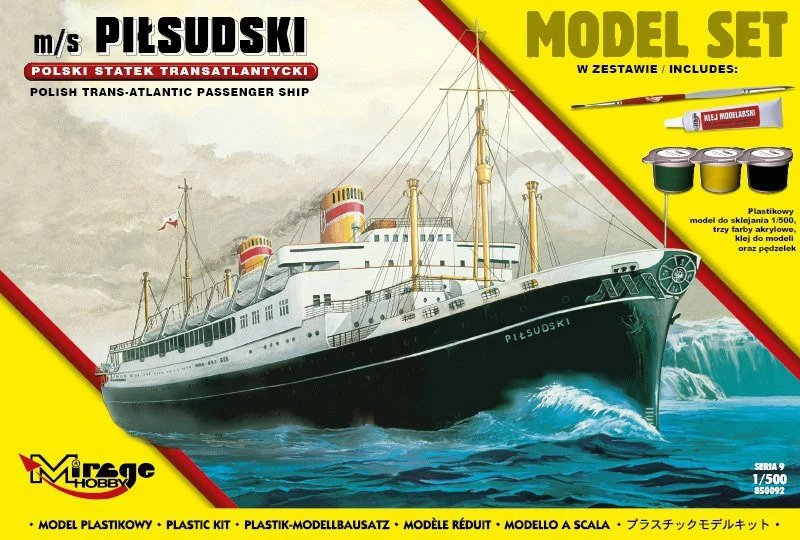 m/s PIŁSUDSKI
POLSKI STATEK TRANSATLANTYCKI
POLISH TRANS-ATLANTIC PASSENGER SHIP
MODEL SET
W ZESTAWIE / INCLUDES:
KLEJ MODELARSKI
Plastikowy
model do sklejania 1/500,
trzy farby akrylowe,
klej do modeli
oraz pędzelek
PIŁSUDSKI
Mirage
HOBBY
SERIA 9
1/500
850092
· MODEL PLASTIKOWY · PLASTIC KIT · PLASTIK-MODELLBAUSATZ · MODÈLE RÉDUIT · MODELLO A SCALA · プラスチックモデルキット ·